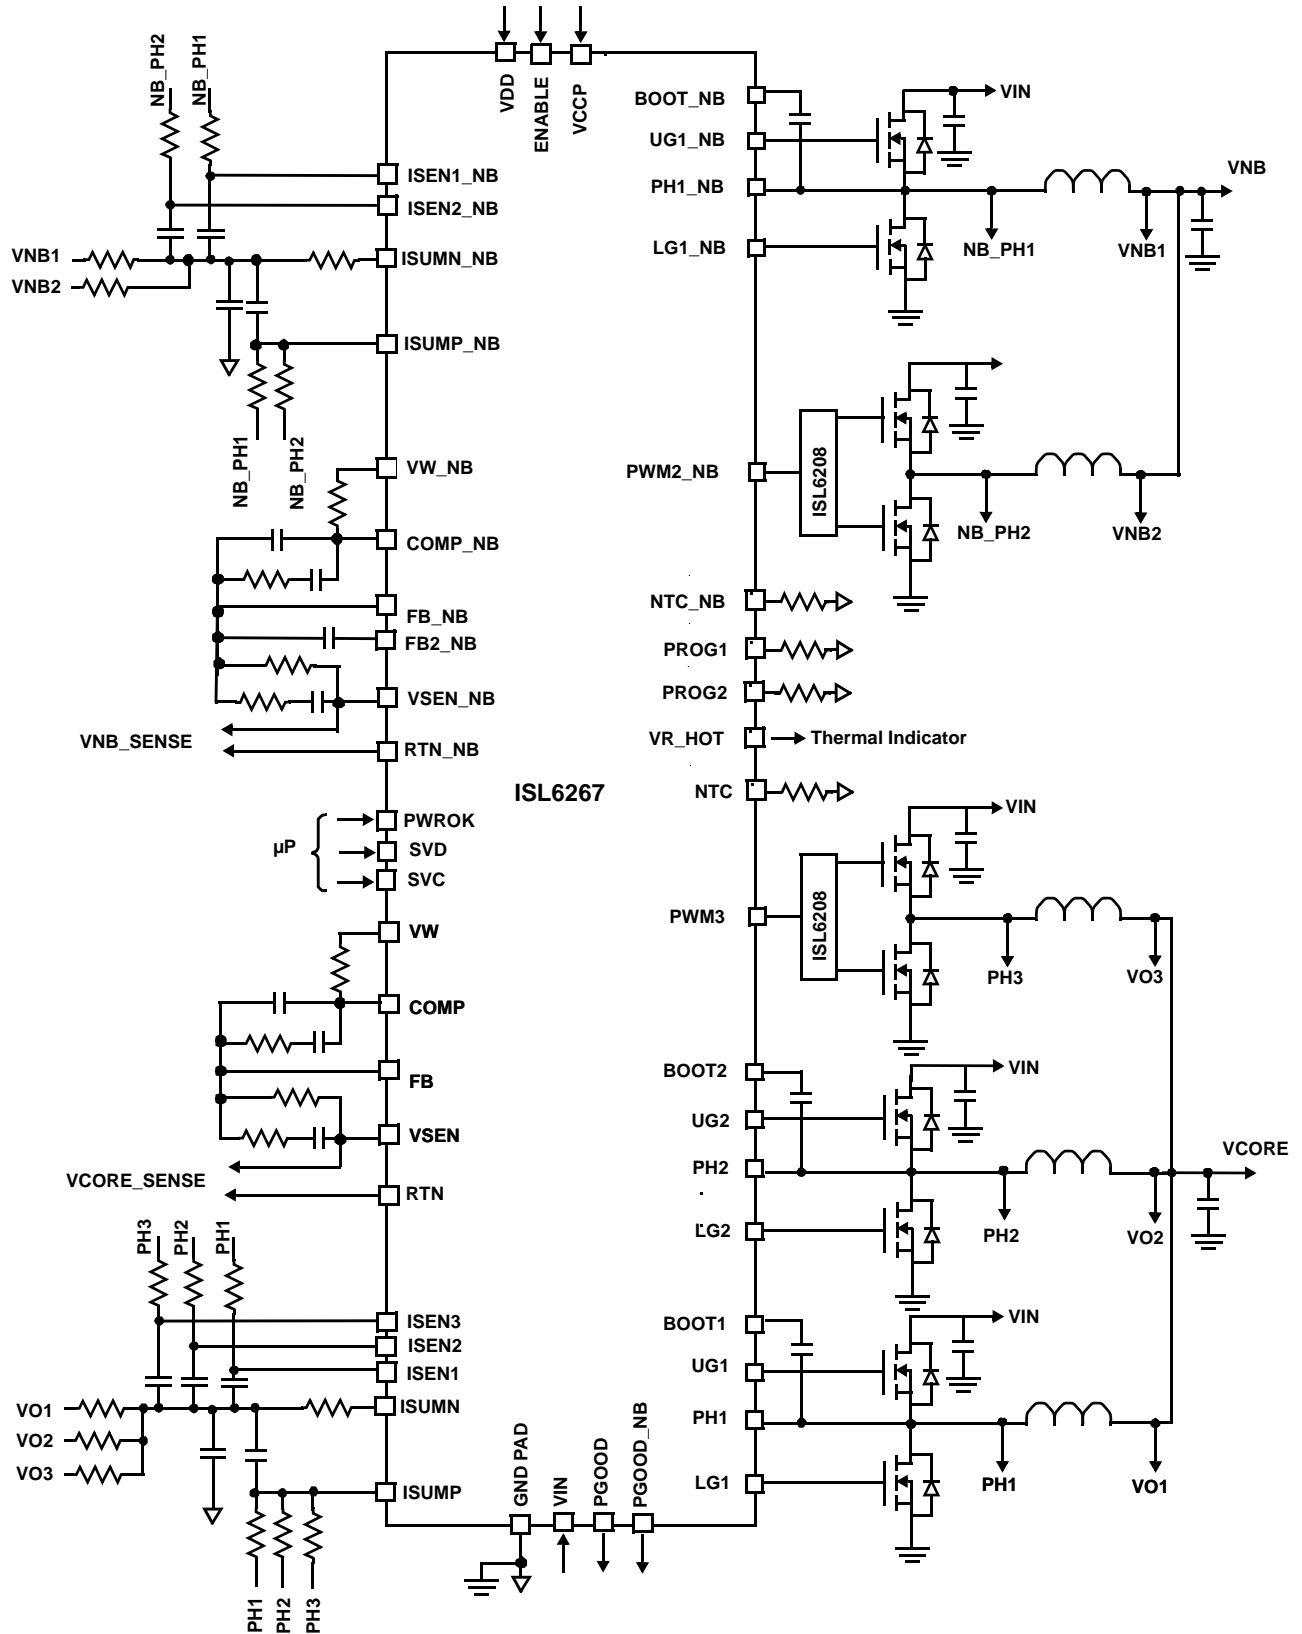 NB_PH2
NB_PH1
VDD
ENABLE
VCCP
BOOT_NB
VIN
UG1_NB
ISEN1_NB
ISEN2_NB
PH1_NB
VNB
VNB1
VNB2
ISUMN_NB
LG1_NB
NB_PH1
VNB1
ISUMP_NB
NB_PH1
NB_PH2
VW_NB
PWM2_NB
ISL6208
COMP_NB
NB_PH2
VNB2
FB_NB
FB2_NB
NTC_NB
PROG1
VSEN_NB
PROG2
VNB_SENSE
RTN_NB
VR_HOT
Thermal Indicator
ISL6267
NTC
VIN
µP
PWROK
SVD
SVC
VW
PWM3
ISL6208
COMP
PH3
VO3
FB
BOOT2
VIN
VSEN
UG2
VCORE_SENSE
RTN
PH2
VCORE
PH3
PH2
PH1
LG2
PH2
VO2
ISEN3
ISEN2
ISEN1
BOOT1
VIN
UG1
VO1
VO2
VO3
ISUMN
PH1
ISUMP
LG1
PH1
VO1
GND PAD
VIN
PGOOD
PGOOD_NB
PH1
PH2
PH3